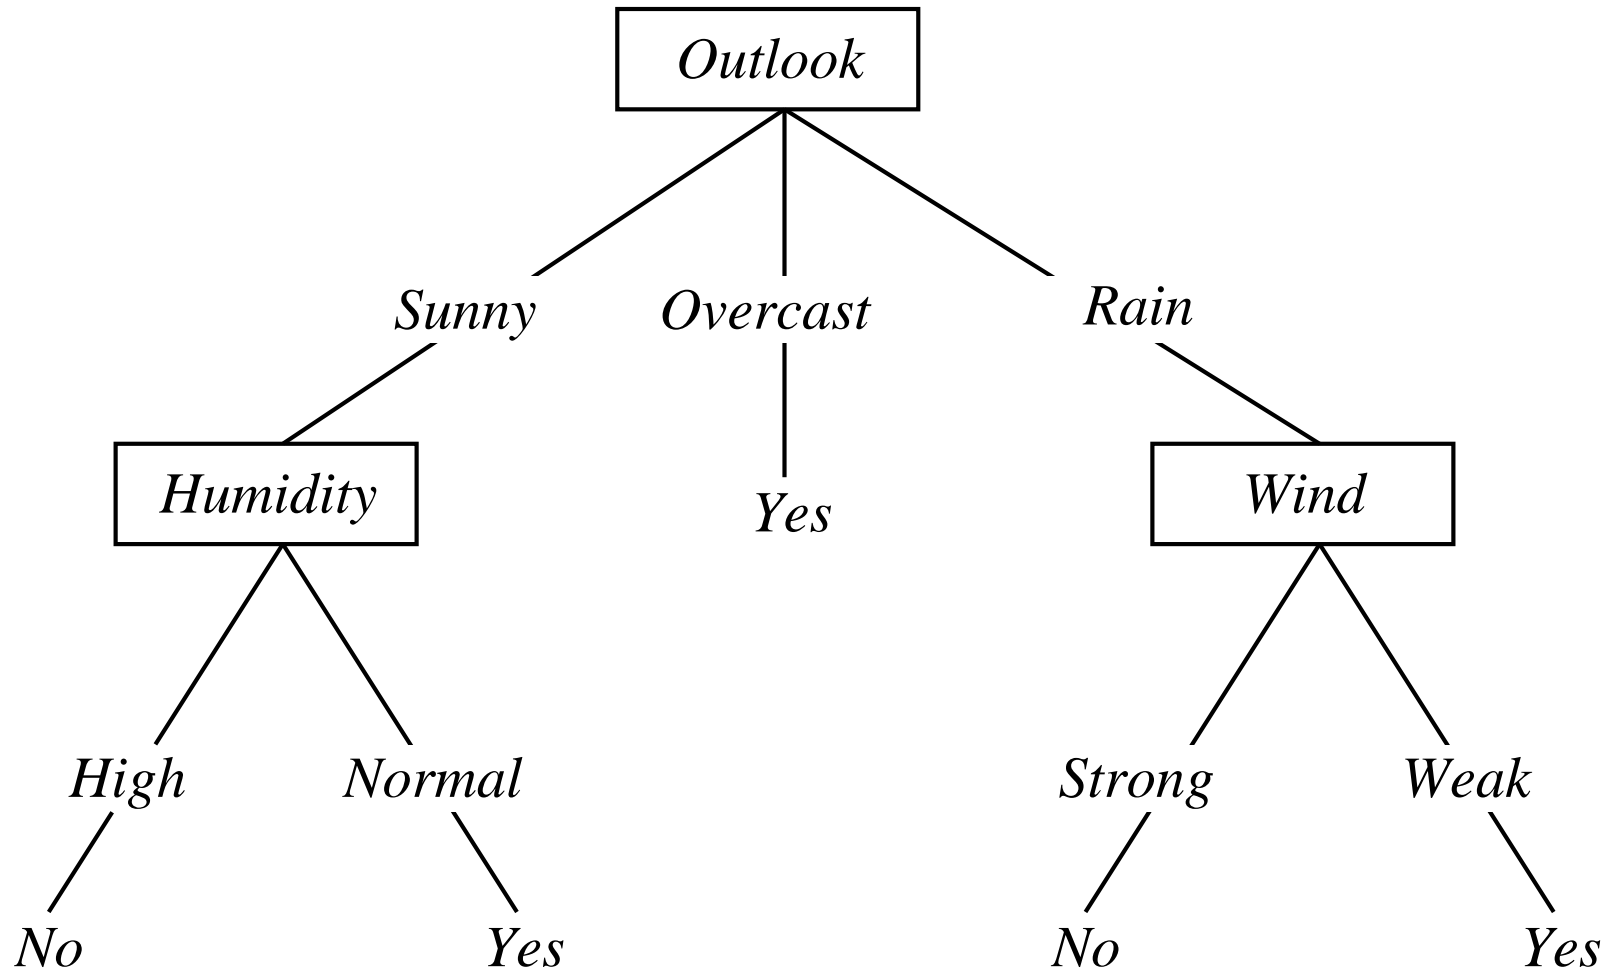 Outlook
Sunny Overcast Rain
Humidity Yes Wind
High Normal Strong Weak
No Yes No Yes